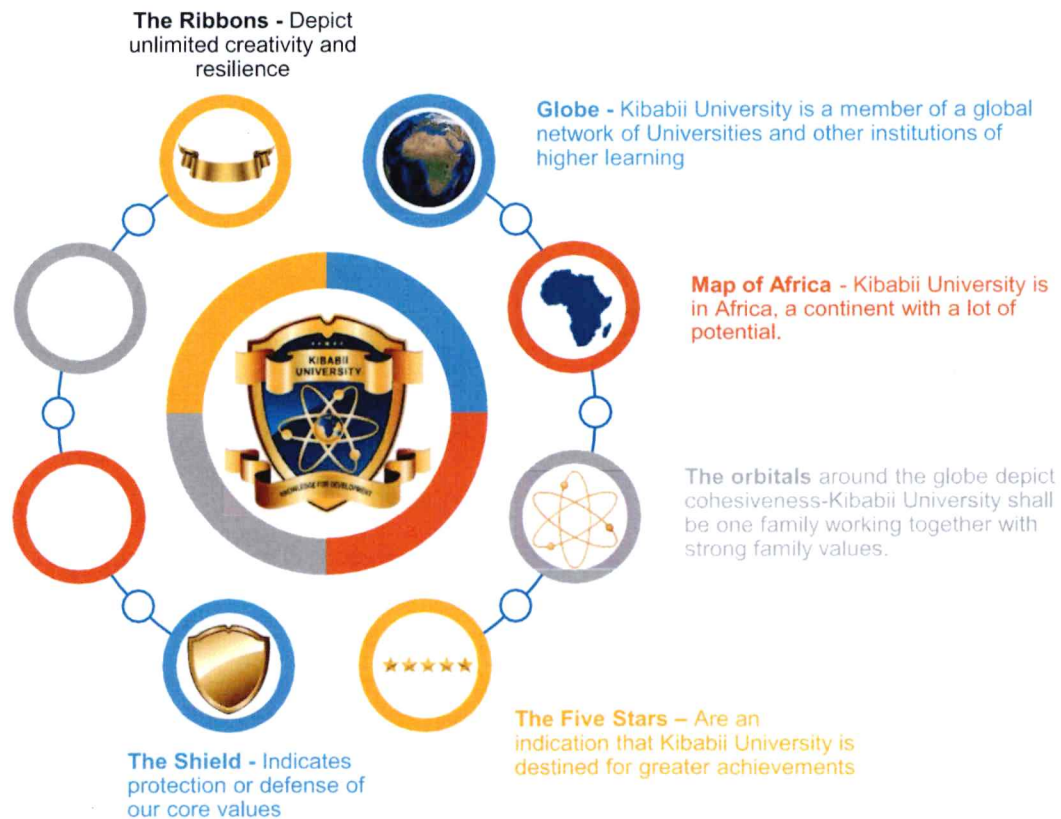 The Ribbons - Depict
unlimited creativity and
resilience
Globe - Kibabii University is a member of a global
network of Universities and other institutions of
higher learning
Map of Africa - Kibabii University is
in Africa, a continent with a lot of
potential.
KIBABII
UNIVERSITY
KNOWLEDGE FOR DEVELOPMENT
The orbitals around the globe depict
cohesiveness-Kibabii University shall
be one family working together with
strong family values.
The Five Stars – Are an
indication that Kibabii University is
destined for greater achievements
The Shield - Indicates
protection or defense of
our core values